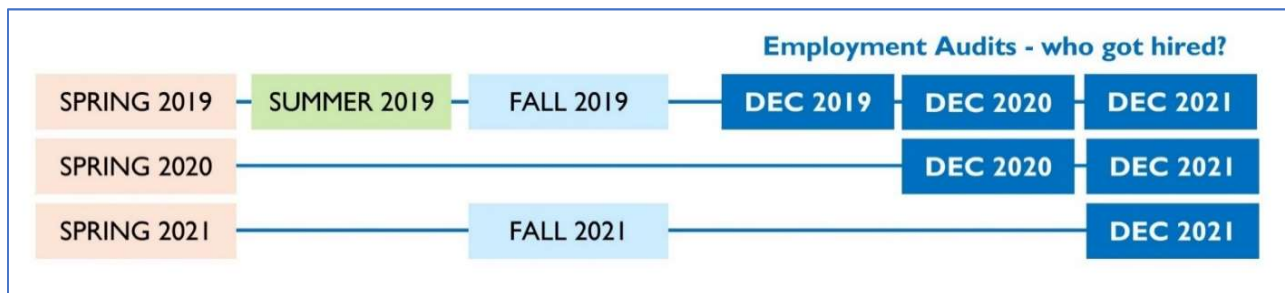 Employment Audits - who got hired?
SPRING 2019 SUMMER 2019 FALL 2019 DEC 2019 DEC 2020 DEC 2021
SPRING 2020 DEC 2020 DEC 2021
SPRING 2021 FALL 2021 DEC 2021